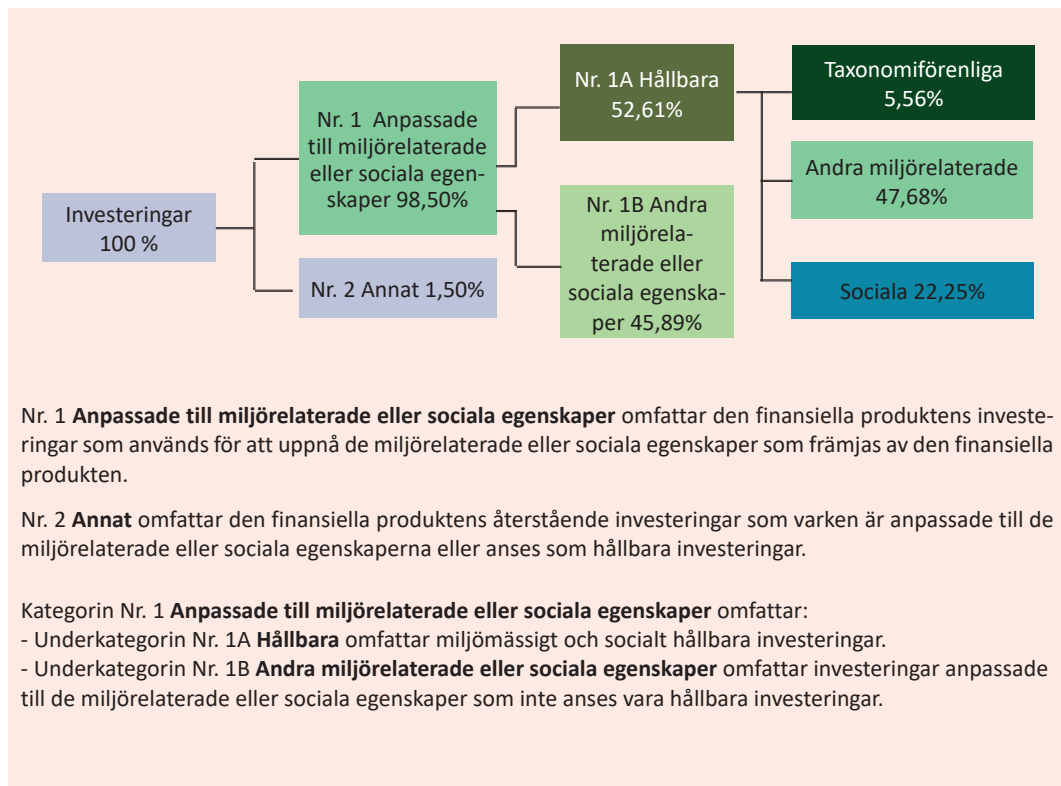 Investeringar
100 %
Nr. 1 Anpassade
till miljörelaterade
eller sociala egen-
skaper 98,50%
Nr. 2 Annat 1,50%
Nr. 1A Hållbara
52,61%
Nr. 1B Andra
miljörela-
terade eller
sociala egenska-
per 45,89%
Taxonomiförenliga
5,56%
Andra miljörelaterade
47,68%
Sociala 22,25%
Nr. 1 Anpassade till miljörelaterade eller sociala egenskaper omfattar den finansiella produktens investe-
ringar som används för att uppnå de miljörelaterade eller sociala egenskaper som främjas av den finansiella
produkten.
Nr. 2 Annat omfattar den finansiella produktens återstående investeringar som varken är anpassade till de
miljörelaterade eller sociala egenskaperna eller anses som hållbara investeringar.
Kategorin Nr. 1 Anpassade till miljörelaterade eller sociala egenskaper omfattar:
- Underkategorin Nr. 1A Hållbara omfattar miljömässigt och socialt hållbara investeringar.
- Underkategorin Nr. 1B Andra miljörelaterade eller sociala egenskaper omfattar investeringar anpassade
till de miljörelaterade eller sociala egenskaper som inte anses vara hållbara investeringar.